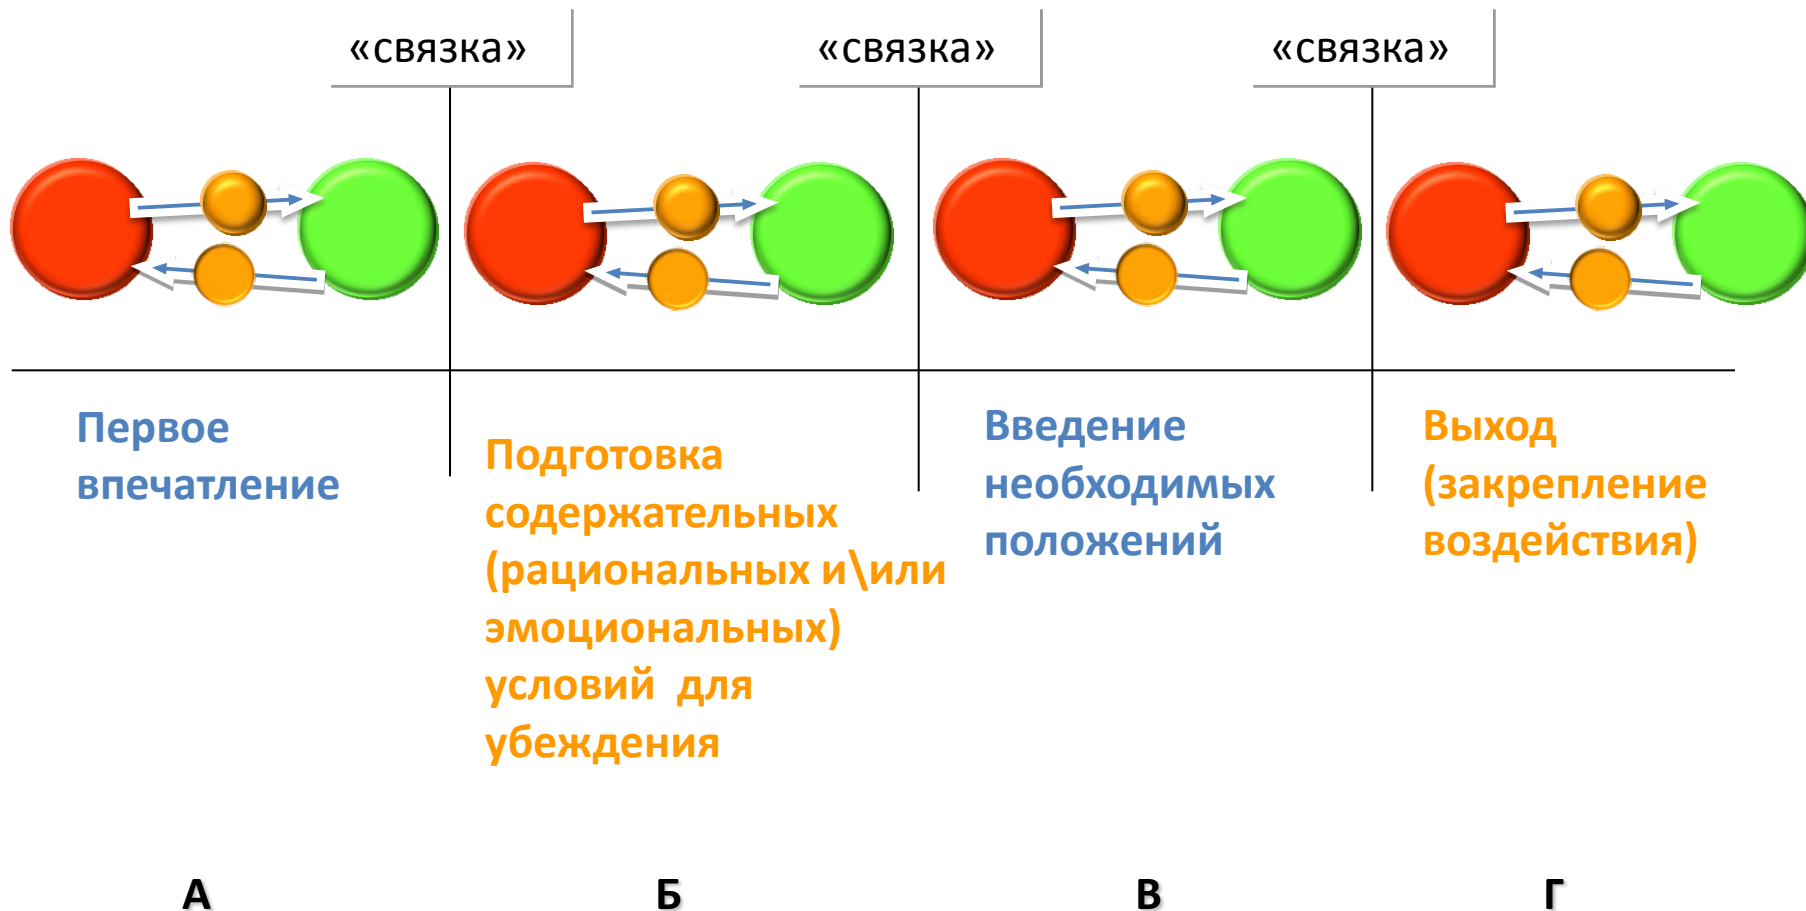 «связка»
«связка»
«связка»
Первое
впечатление
Подготовка
содержательных
(рациональных и\или
эмоциональных)
условий для
убеждения
Введение
необходимых
положений
Выход
(закрепление
воздействия)
А
Б
В
Г